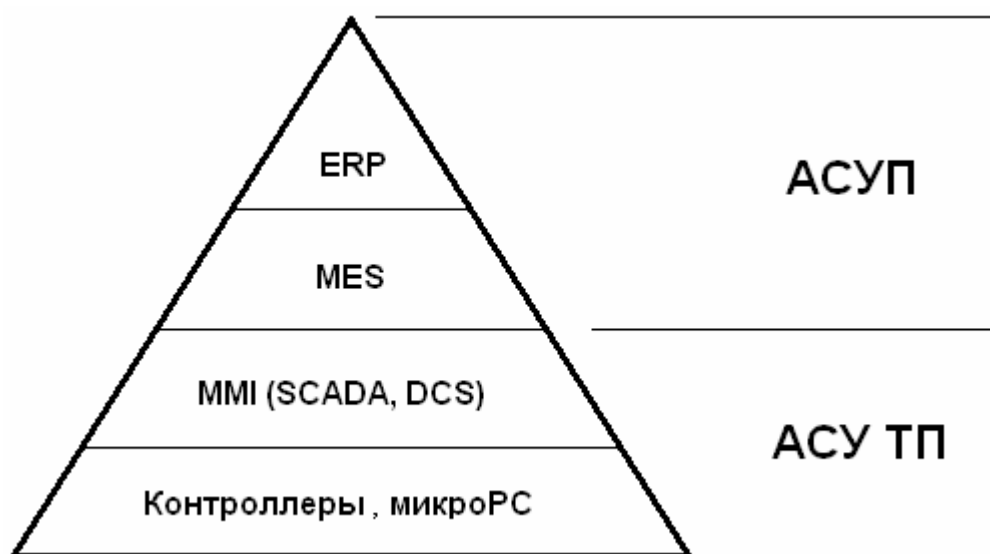 ERP
АСУП
MES
MMI (SCADA, DCS)
АСУ ТП
Контроллеры , микроPC